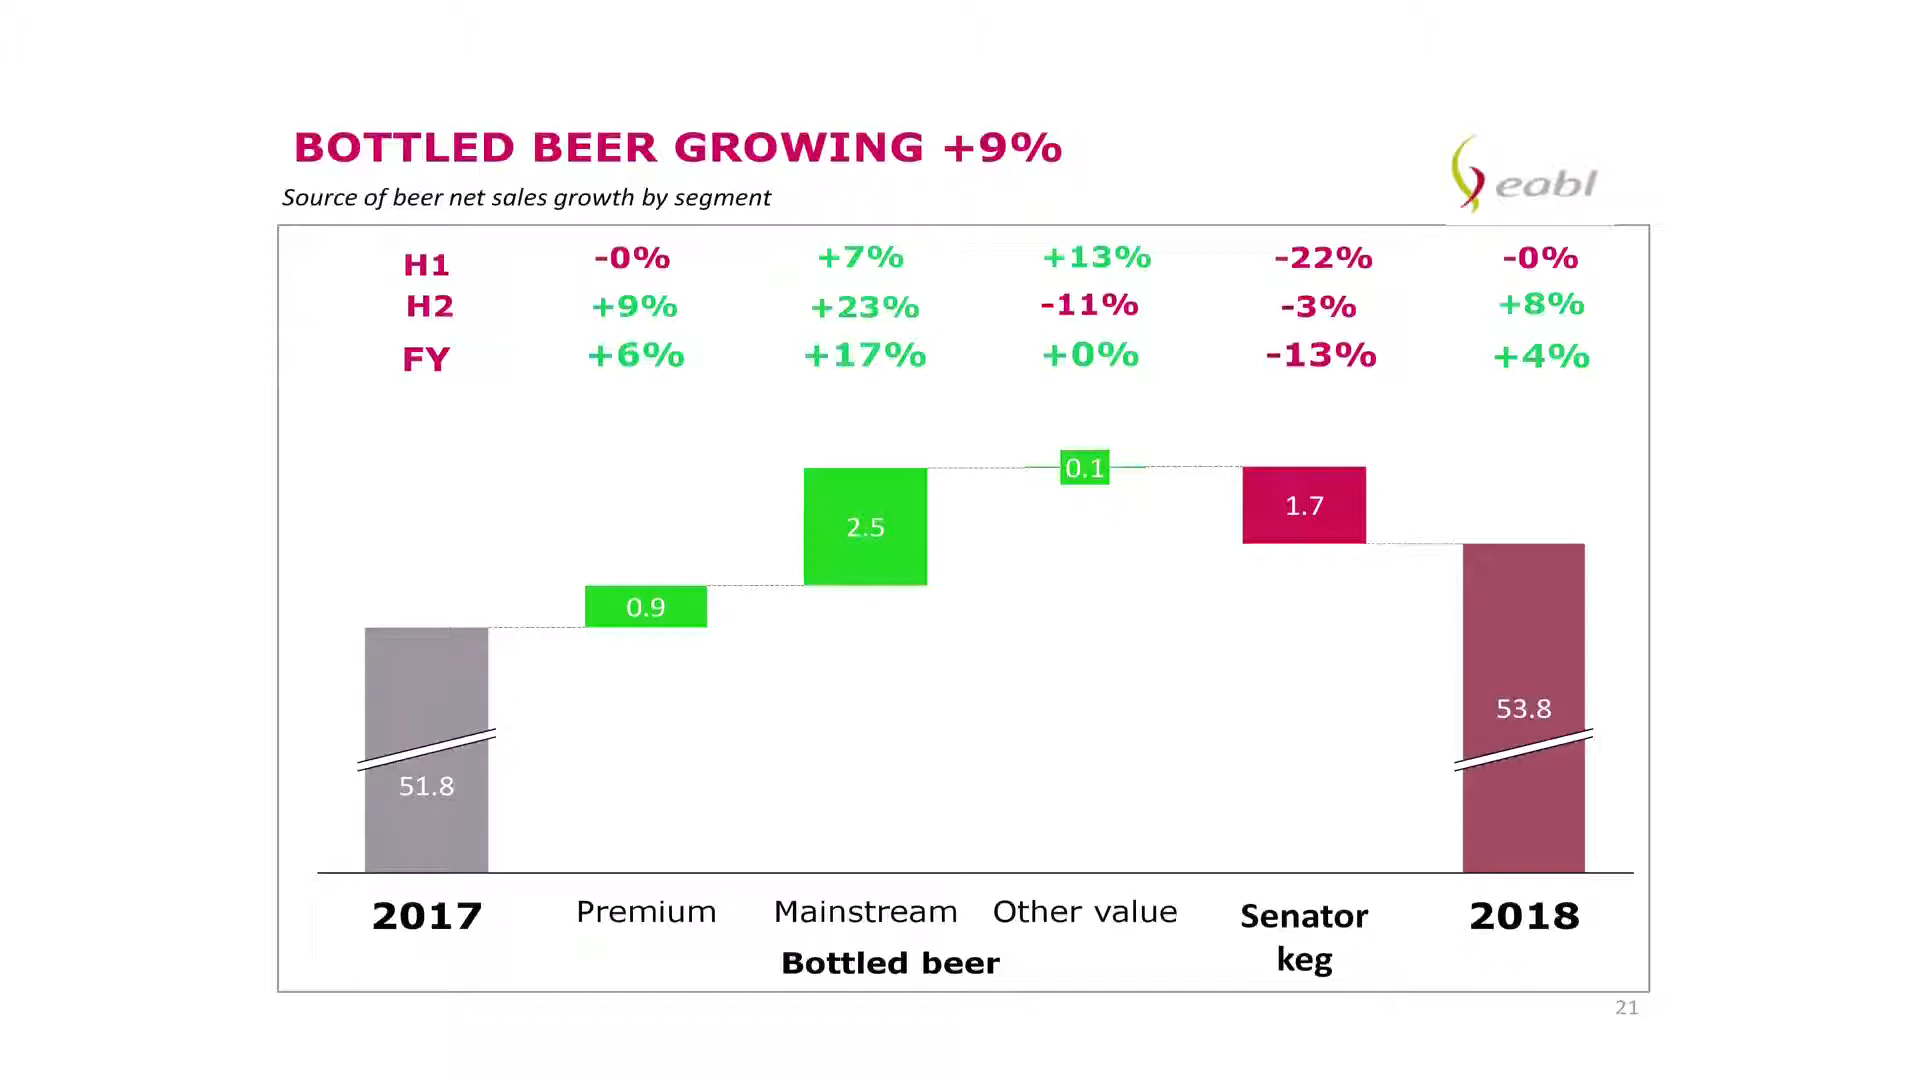 BOTTLED BEER GROWING +9%
Source of beer net sales growth by segment
eabl
H1 -0% +7% +13% -22% -0%
H2 +9% +23% -11% -3% +8%
FY +6% +17% +0% -13% +4%
0.1
2.5
1.7
0.9
53.8
51.8
2017 Premium Mainstream Other value Senator keg 2018
Bottled beer
21